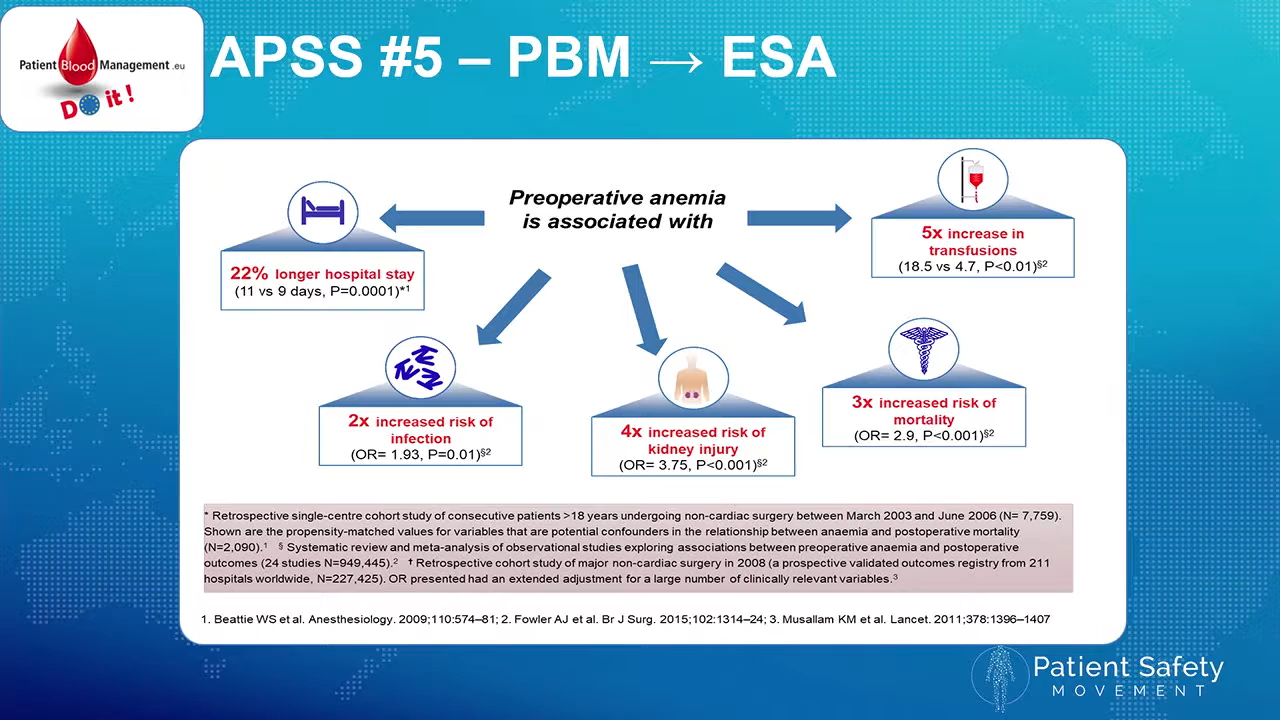 Patient Blood Management .eu
Do it !
APSS #5 – PBM → ESA
Preoperative anemia
is associated with
22% longer hospital stay
(11 vs 9 days, P=0.0001)*1
5x increase in
transfusions
(18.5 vs 4.7, P<0.01)§2
2x increased risk of
infection
(OR= 1.93, P=0.01)§2
4x increased risk of
kidney injury
(OR= 3.75, P<0.001)§2
3x increased risk of
mortality
(OR= 2.9, P<0.001)§2
* Retrospective single-centre cohort study of consecutive patients >18 years undergoing non-cardiac surgery between March 2003 and June 2006 (N= 7,759).
Shown are the propensity-matched values for variables that are potential confounders in the relationship between anaemia and postoperative mortality
(N=2,090).1 § Systematic review and meta-analysis of observational studies exploring associations between preoperative anaemia and postoperative
outcomes (24 studies N=949,445).2 † Retrospective cohort study of major non-cardiac surgery in 2008 (a prospective validated outcomes registry from 211
hospitals worldwide, N=227,425). OR presented had an extended adjustment for a large number of clinically relevant variables.3
1. Beattie WS et al. Anesthesiology. 2009;110:574–81; 2. Fowler AJ et al. Br J Surg. 2015;102:1314–24; 3. Musallam KM et al. Lancet. 2011;378:1396–1407
Patient Safety
MOVEMENT